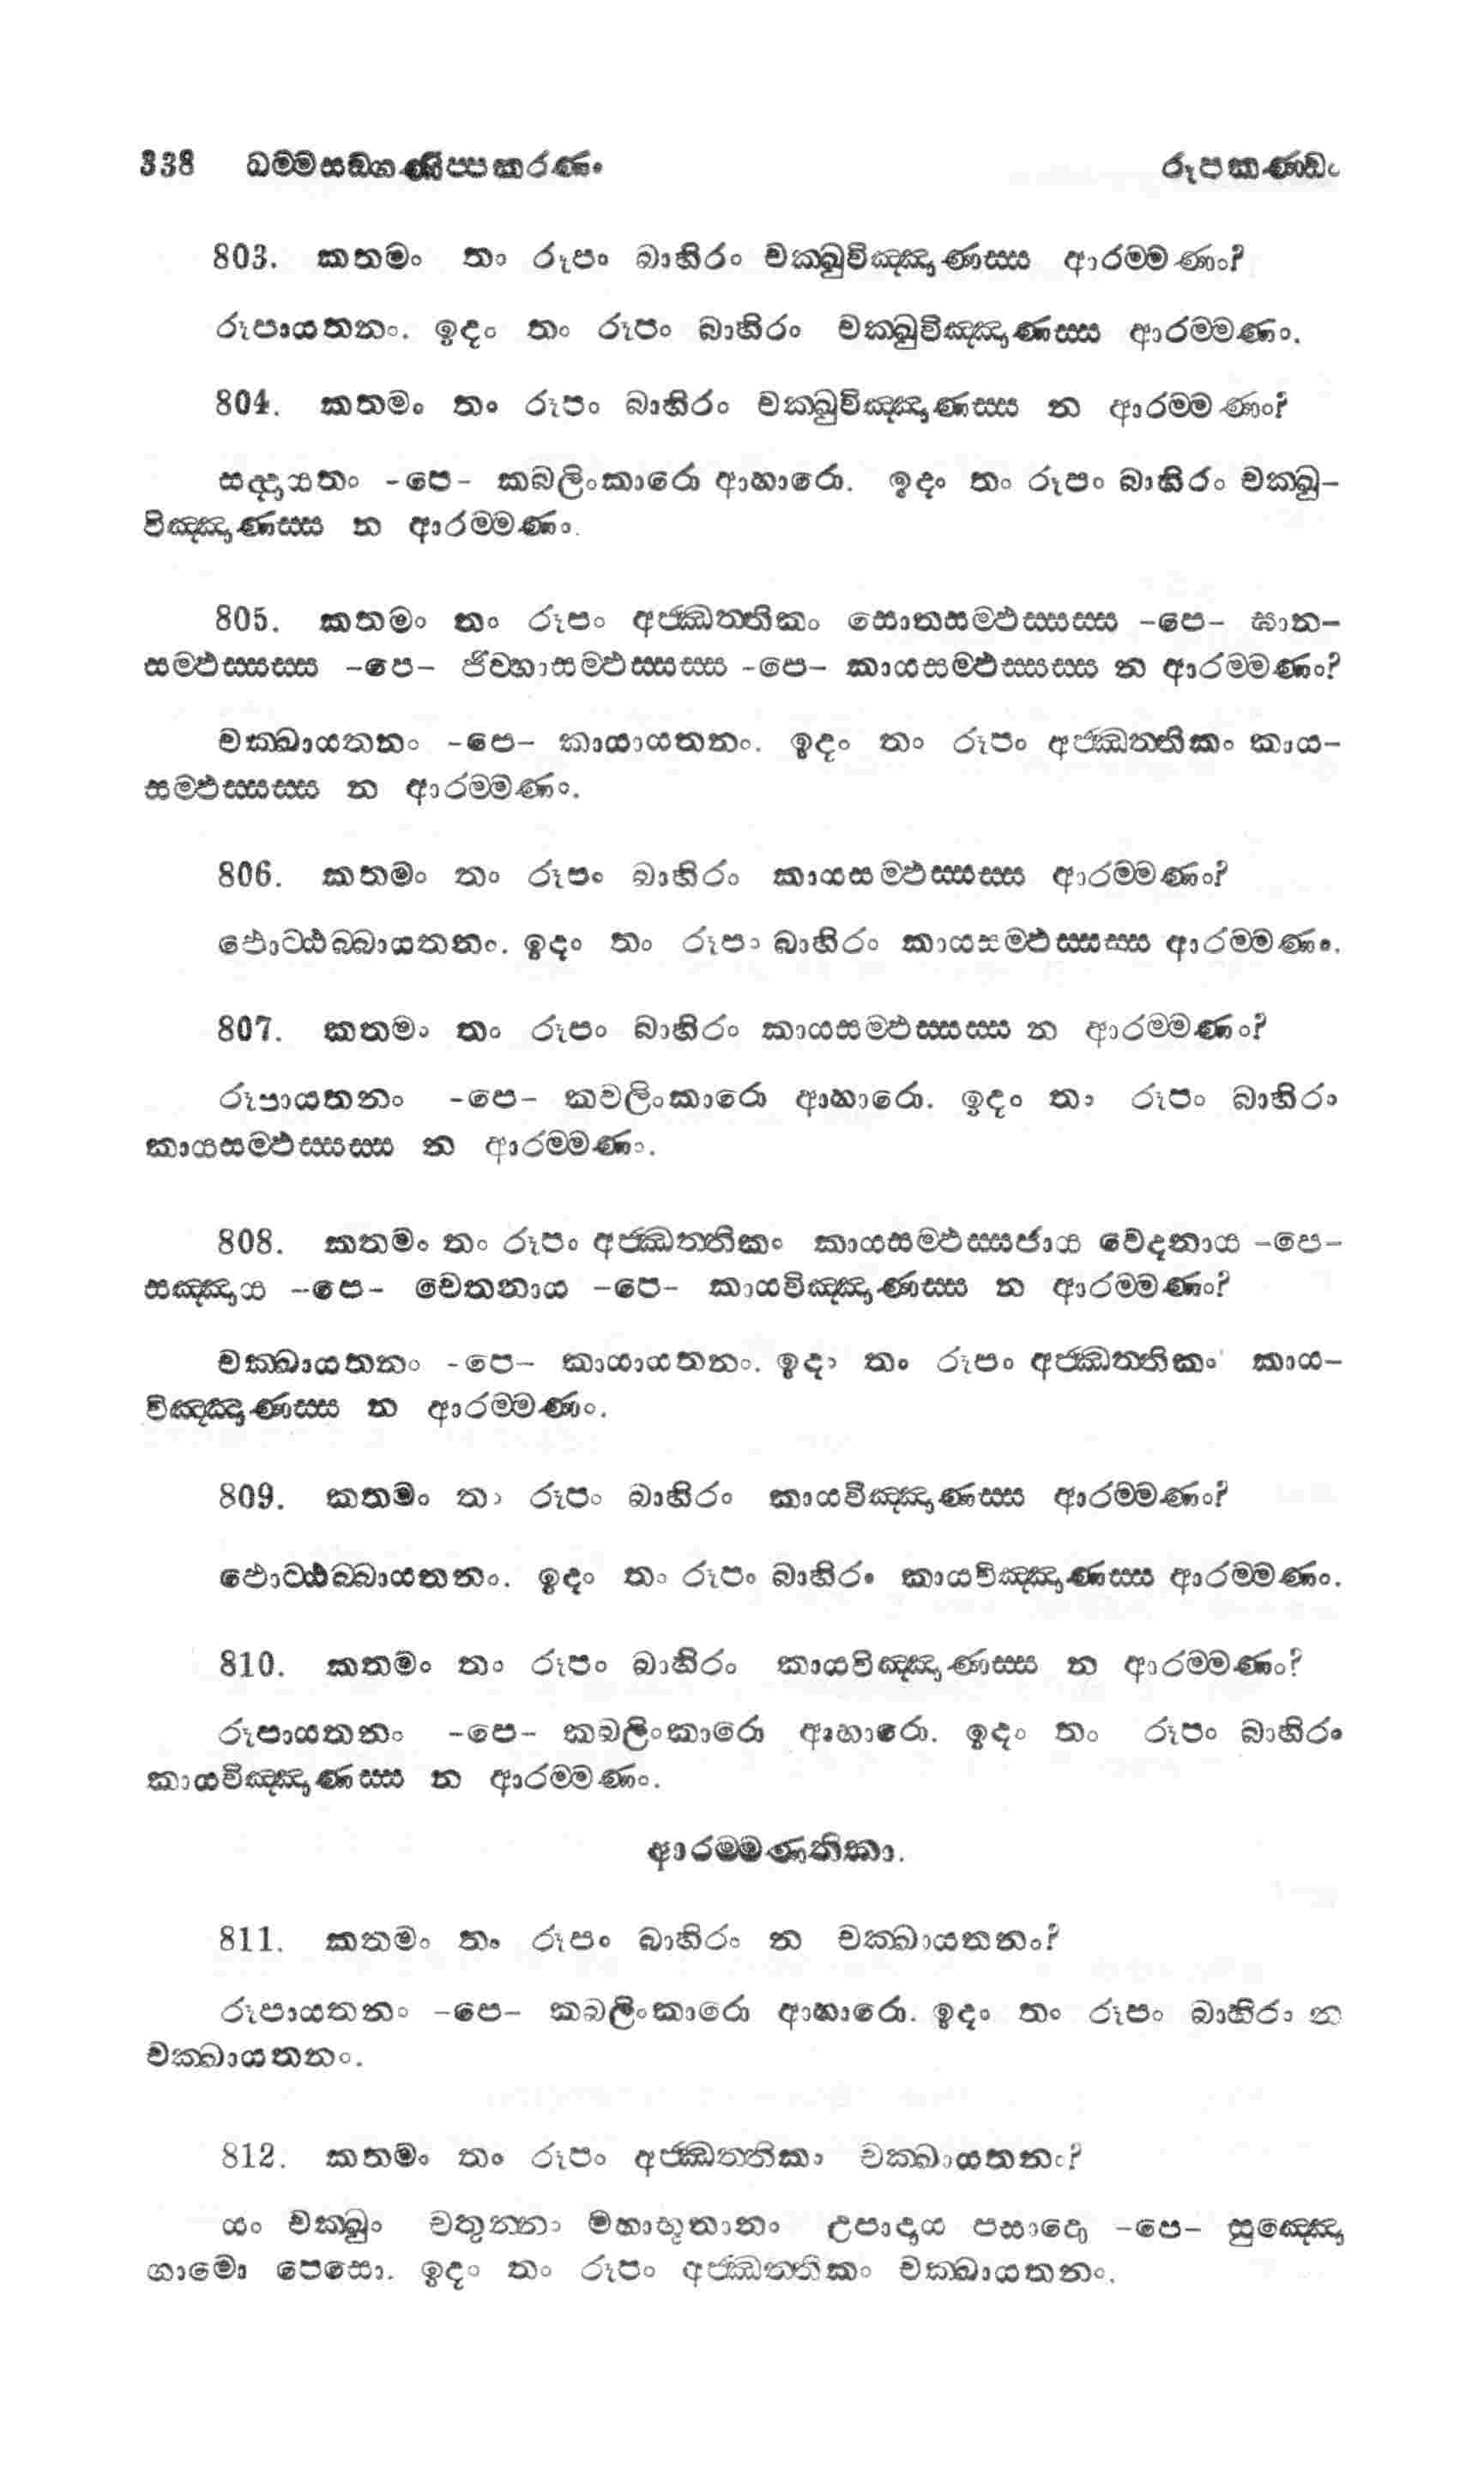 338 ධම්මසඞ්ගණිප්පකරණං රූපකණ්ඩං
803. කතමං තං රූපං බාහිරං චක්ඛුවිඤ්ඤාණස්ස ආරම්මණං?
රූපායතනං. ඉදං තං රූපං බාහිරං චක්ඛුවිඤ්ඤාණස්ස ආරම්මණං.
804. කතමං තං රූපං බාහිරං චක්ඛුවිඤ්ඤාණස්ස න ආරම්මණං?
සද්දායතං -පෙ- කබලිංකාරො ආහාරො. ඉදං තං රූපං බාහිරං චක්ඛු-
විඤ්ඤාණස්ස න ආරම්මණං.
805. කතමං තං රූපං අජ්ඣත්තිකං සොතසම්ඵස්සස්ස -පෙ- ඝාන-
සම්ඵස්සස්ස -පෙ- ජිව්හාසම්ඵස්සස්ස -පෙ- කායසම්ඵස්සස්ස න ආරම්මණං?
චක්ඛායතනං -පෙ- කායායතනං. ඉදං තං රූපං අජ්ඣත්තිකං කාය-
සම්ඵස්සස්ස න ආරම්මණං.
806. කතමං තං රූපං බාහිරං කායසම්ඵස්සස්ස ආරම්මණං?
ඵොට්ඨබ්බායතනං. ඉදං තං රූපං බාහිරං කායසම්ඵස්සස්ස ආරම්මණං.
807. කතමං තං රූපං බාහිරං කායසම්ඵස්සස්ස න ආරම්මණං?
රූපායතනං -පෙ- කවලිංකාරො ආහාරො. ඉදං තං රූපං බාහිරං
කායසම්ඵස්සස්ස න ආරම්මණං.
808. කතමං තං රූපං අජ්ඣත්තිකං කායසම්ඵස්සජාය වේදනාය -පෙ-
සඤ්ඤාය -පෙ- චෙතනාය -පෙ- කායවිඤ්ඤාණස්ස න ආරම්මණං?
චක්ඛායතනං -පෙ- කායායතනං. ඉදං තං රූපං අජ්ඣත්තිකං කාය-
විඤ්ඤාණස්ස න ආරම්මණං.
809. කතමං තං රූපං බාහිරං කායවිඤ්ඤාණස්ස ආරම්මණං?
ඵොට්ඨබ්බායතනං. ඉදං තං රූපං බාහිරං කායවිඤ්ඤාණස්ස ආරම්මණං.
810. කතමං තං රූපං බාහිරං කායවිඤ්ඤාණස්ස න ආරම්මණං?
රූපායතනං -පෙ- කබලිංකාරො ආහාරො. ඉදං තං රූපං බාහිරං
කායවිඤ්ඤාණස්ස න ආරම්මණං.
ආරම්මණතිකා.
811. කතමං තං රූපං බාහිරං න චක්ඛායතනං?
රූපායතනං -පෙ- කබලිංකාරො ආහාරො. ඉදං තං රූපං බාහිරං න
චක්ඛායතනං.
812. කතමං තං රූපං අජ්ඣත්තිකං චක්ඛායතනං?
යං චක්ඛුං චතුන්නං මහාභූතානං උපාදාය පසාදො -පෙ- සුඤ්ඤො
ගාමො පෙසො. ඉදං තං රූපං අජ්ඣත්තිකං චක්ඛායතනං.